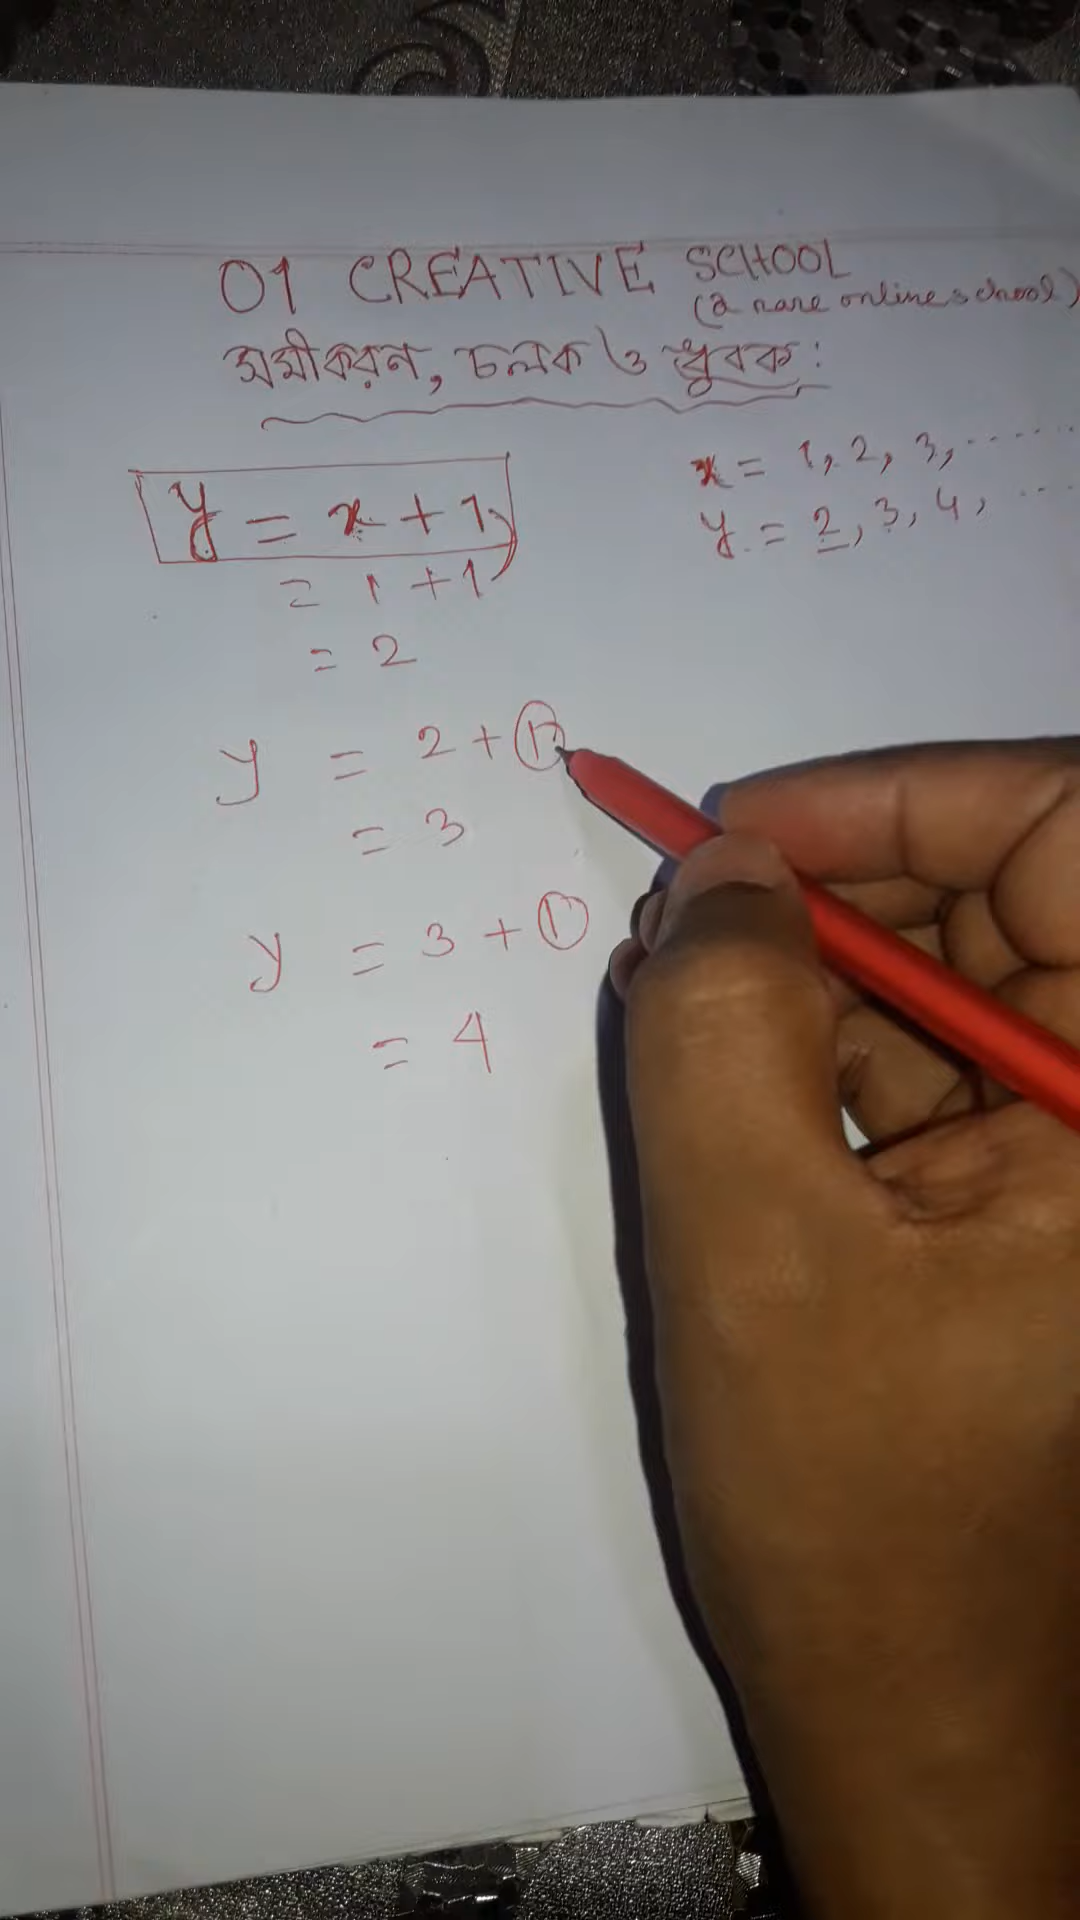 01 CREATIVE SCHOOL
(a rare online school)
সমীকরণ, চলক ও ধ্রুবক:
x = 1, 2, 3, ......
y = 2, 3, 4, ...
y = x + 1
= 1 + 1
= 2
y = 2 + 1
= 3
y = 3 + 1
= 4